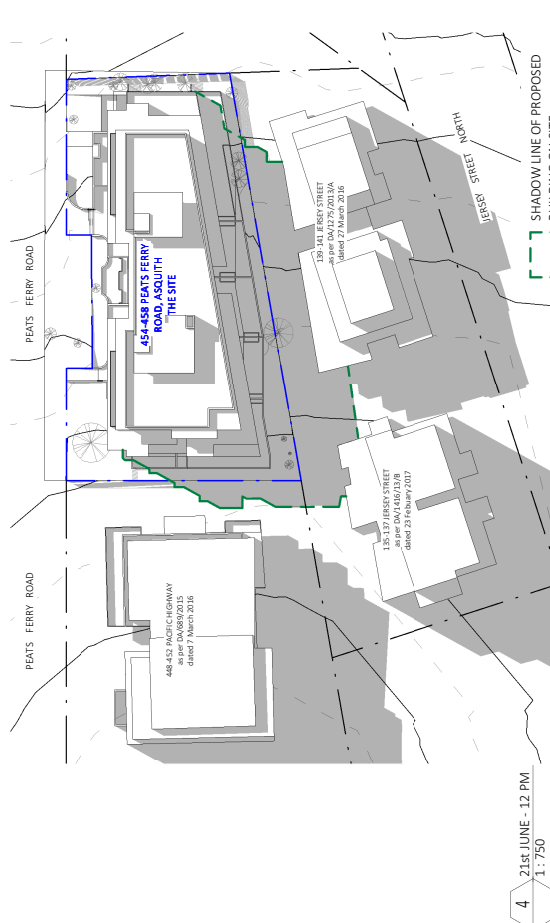 PEATS FERRY ROAD
PEATS FERRY ROAD
454-458 PEATS FERRY
ROAD, ASQUITH
THE SITE
139-141 JERSEY STREET
as per DA/1275/2013/A
dated 27 March 2016
JERSEY STREET NORTH
135-137 JERSEY STREET
as per DA/1416/13/B
dated 23 Febuary 2017
448-452 PACIFIC HIGHWAY
as per DA/689/2015
dated 7 March 2016
SHADOW LINE OF PROPOSED
4
21st JUNE - 12 PM
1 : 750